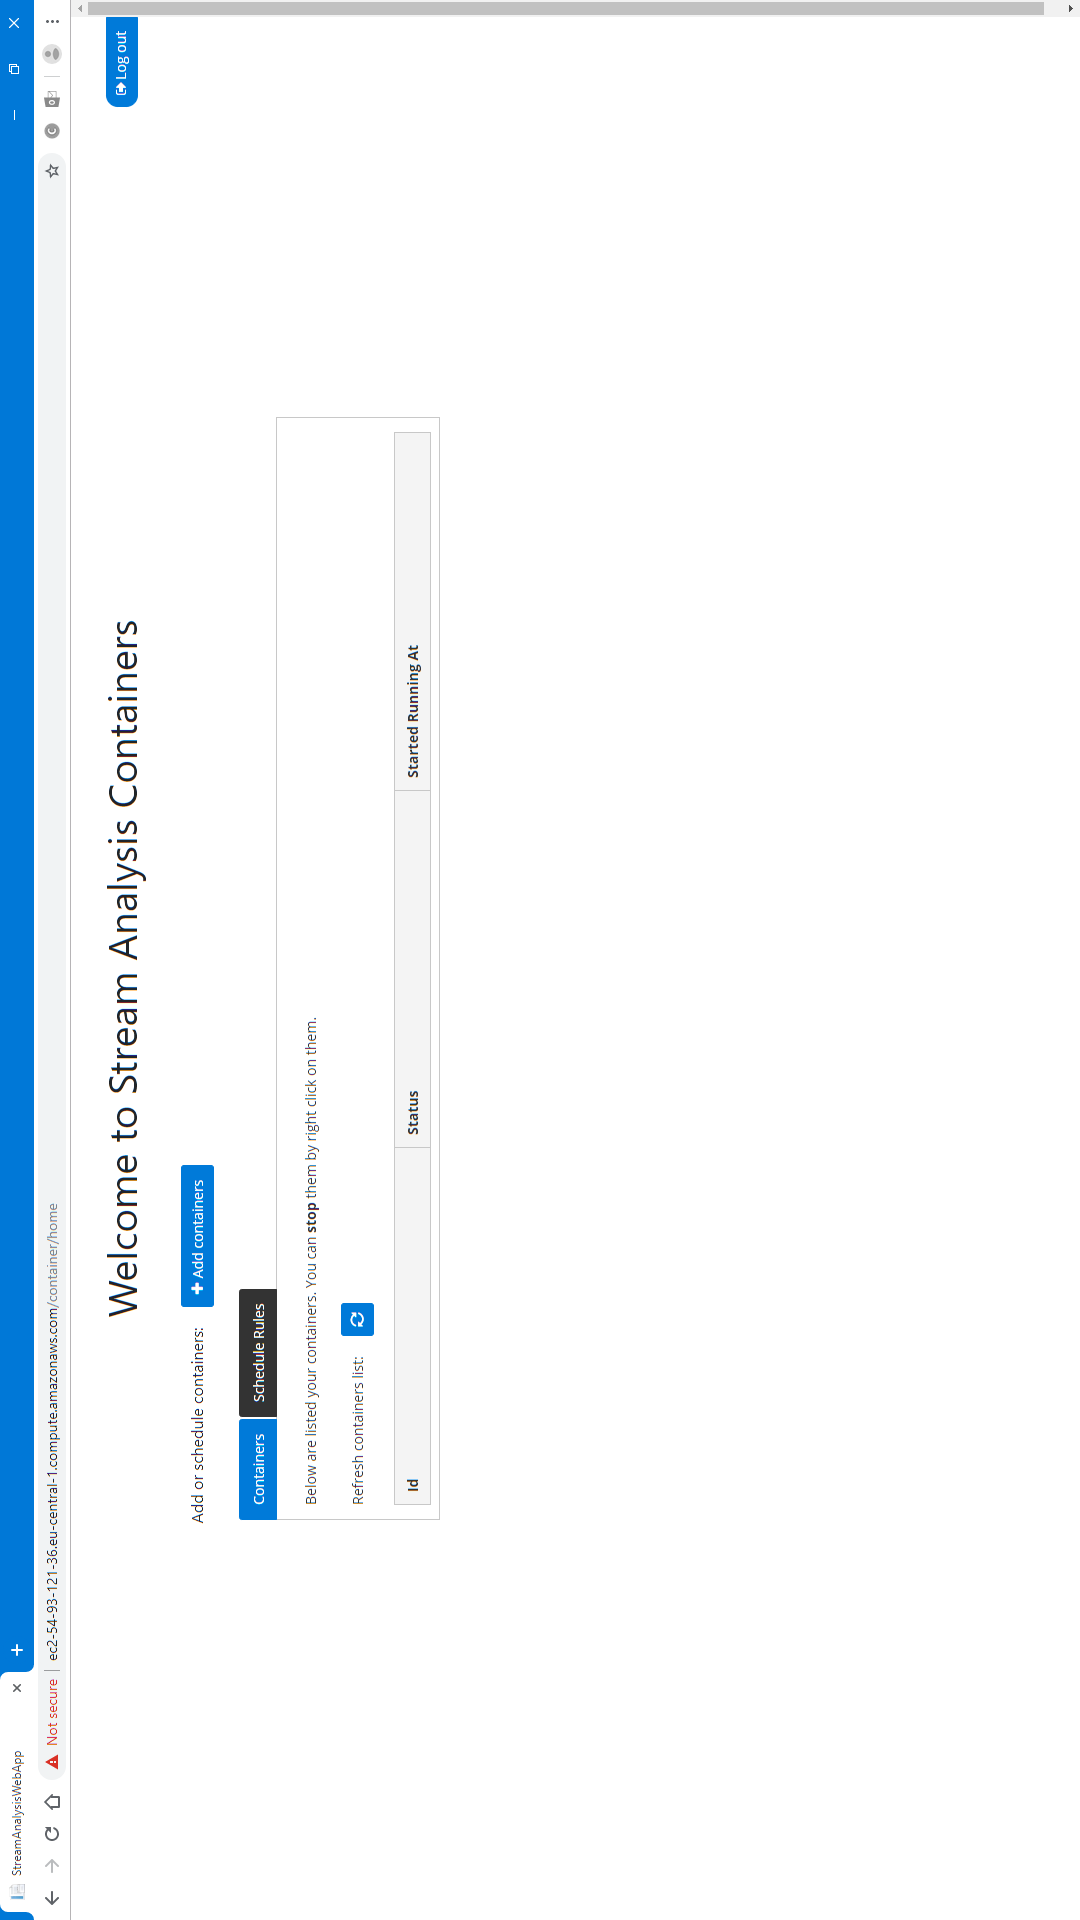 StreamAnalysisWebApp
Not secure | ec2-54-93-121-36.eu-central-1.compute.amazonaws.com/container/home
Log out
Welcome to Stream Analysis Containers
Add or schedule containers: Add containers
Containers Schedule Rules
Below are listed your containers. You can stop them by right click on them.
Refresh containers list:
Id Status Started Running At